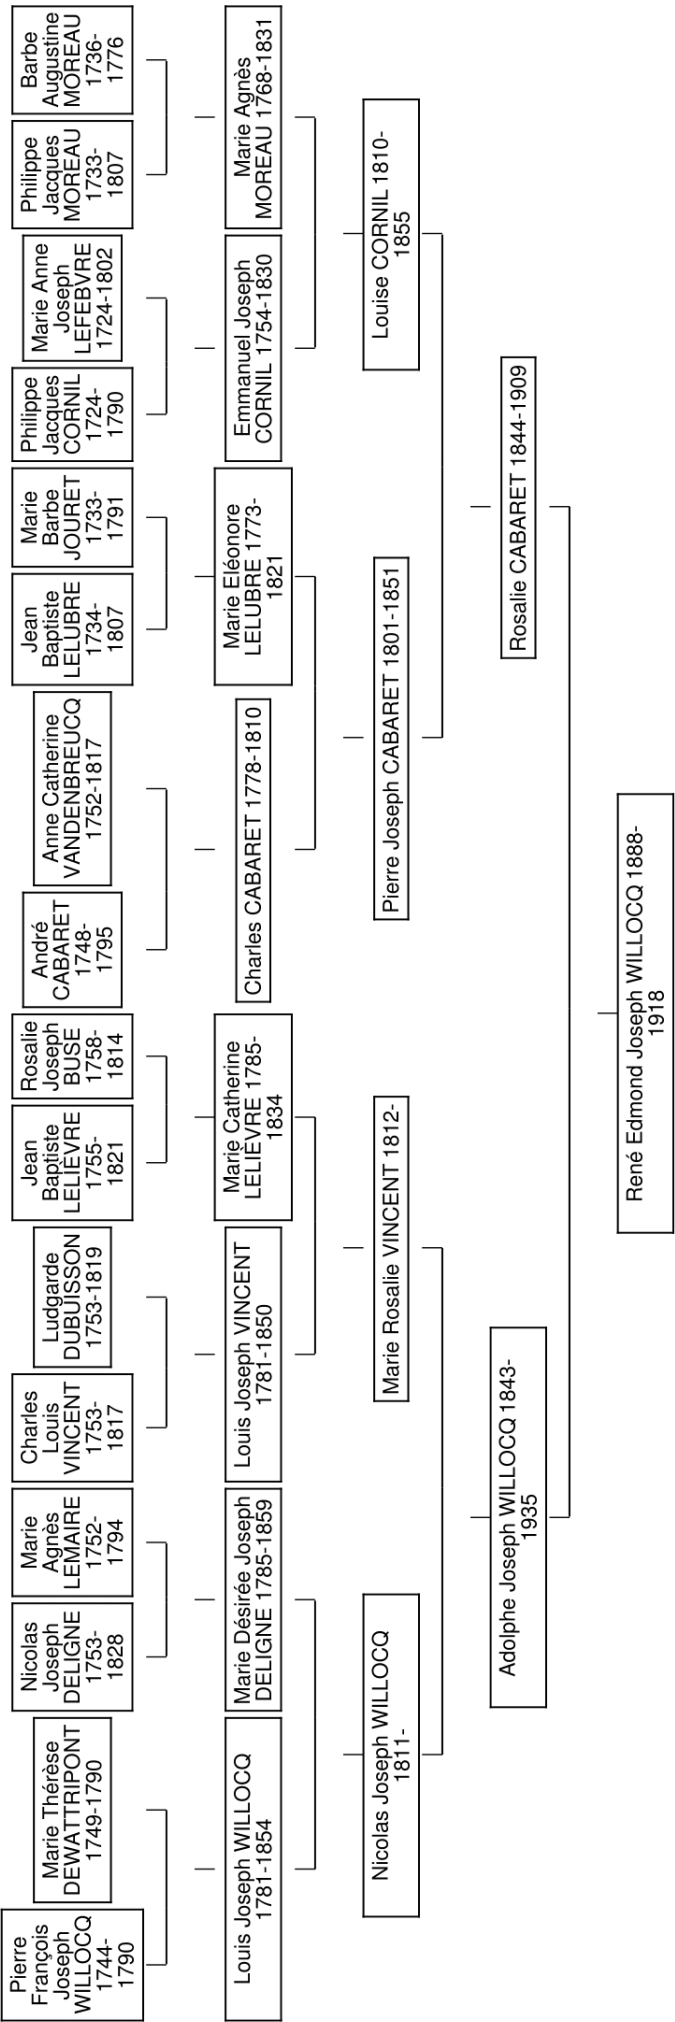 Pierre
François
Joseph
WILLOCQ
1744-
1790
Marie Thérèse
DEWATTRIPONT
1749-1790
Nicolas
Joseph
DELIGNE
1753-
1828
Marie
Agnès
LEMAIRE
1752-
1794
Charles
Louis
VINCENT
1753-
1817
Ludgarde
DUBUISSON
1753-1819
Jean
Baptiste
LELIÈVRE
1755-
1821
Rosalie
Joseph
BUSE
1758-
1814
André
CABARET
1748-
1795
Anne Catherine
VANDENBREUCQ
1752-1817
Jean
Baptiste
LELUBRE
1734-
1807
Marie
Barbe
JOURET
1733-
1791
Philippe
Jacques
CORNIL
1724-
1790
Marie Anne
Joseph
LEFEBVRE
1724-1802
Philippe
Jacques
MOREAU
1733-
1807
Barbe
Augustine
MOREAU
1736-
1776
Louis Joseph WILLOCQ
1781-1854
Marie Désirée Joseph
DELIGNE 1785-1859
Louis Joseph VINCENT
1781-1850
Marie Catherine
LELIÈVRE 1785-
1834
Charles CABARET 1778-1810
Marie Eléonore
LELUBRE 1773-
1821
Emmanuel Joseph
CORNIL 1754-1830
Marie Agnès
MOREAU 1768-1831
Nicolas Joseph WILLOCQ
1811-
Marie Rosalie VINCENT 1812-
Pierre Joseph CABARET 1801-1851
Louise CORNIL 1810-
1855
Adolphe Joseph WILLOCQ 1843-
1935
Rosalie CABARET 1844-1909
René Edmond Joseph WILLOCQ 1888-
1918